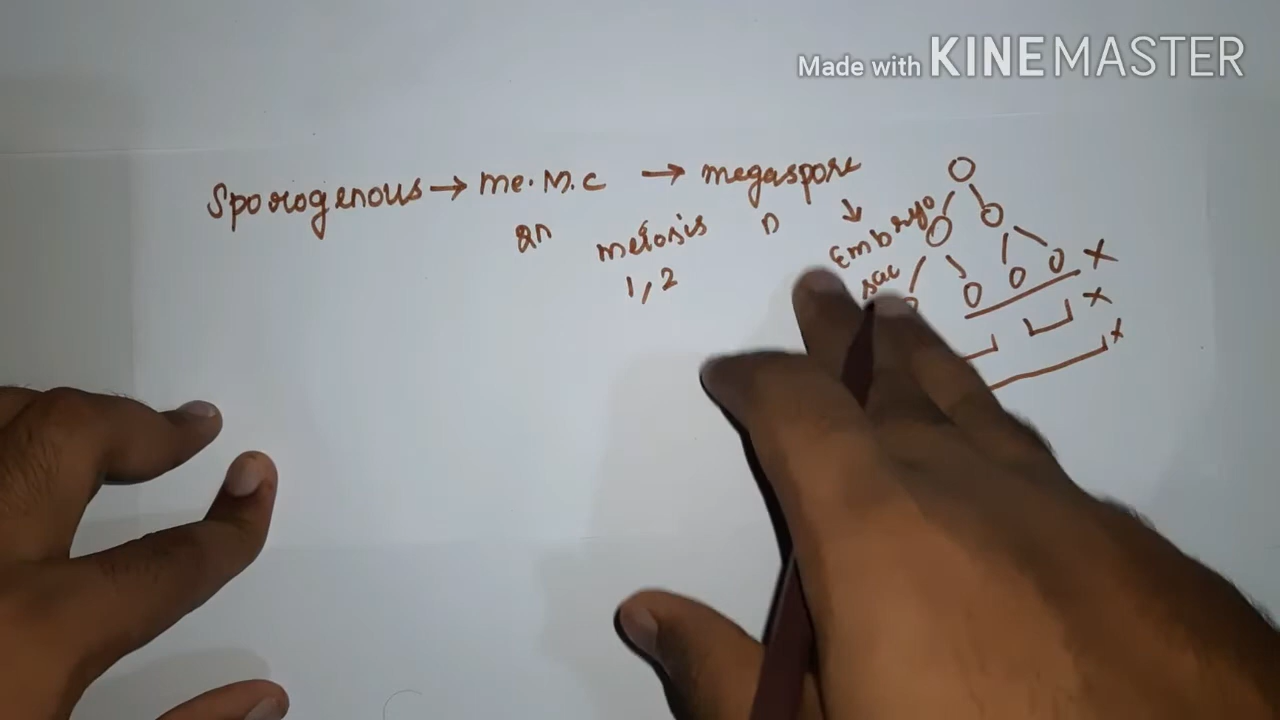 Made with KINEMASTER
Sporogenous → Me.M.C → megaspore
2n meiosis n ↓
1, 2
Embryo
sac
X
X
X